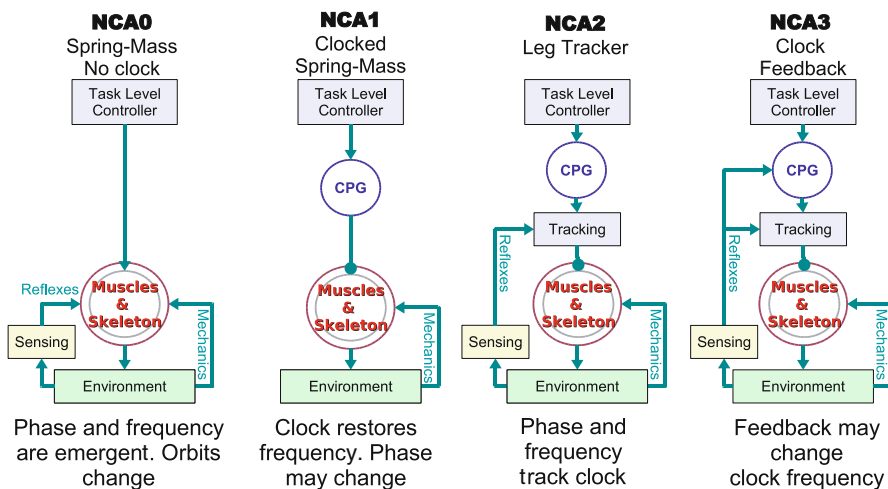 NCA0
Spring-Mass
No clock
Task Level
Controller
Reflexes
Muscles
&
Skeleton
Mechanics
Sensing
Environment
Phase and frequency
are emergent. Orbits
change
NCA1
Clocked
Spring-Mass
Task Level
Controller
CPG
Muscles
&
Skeleton
Mechanics
Environment
Clock restores
frequency. Phase
may change
NCA2
Leg Tracker
Task Level
Controller
CPG
Tracking
Reflexes
Muscles
&
Skeleton
Mechanics
Sensing
Environment
Phase and
frequency
track clock
NCA3
Clock
Feedback
Task Level
Controller
CPG
Tracking
Reflexes
Muscles
&
Skeleton
Mechanics
Sensing
Environment
Feedback may
change
clock frequency